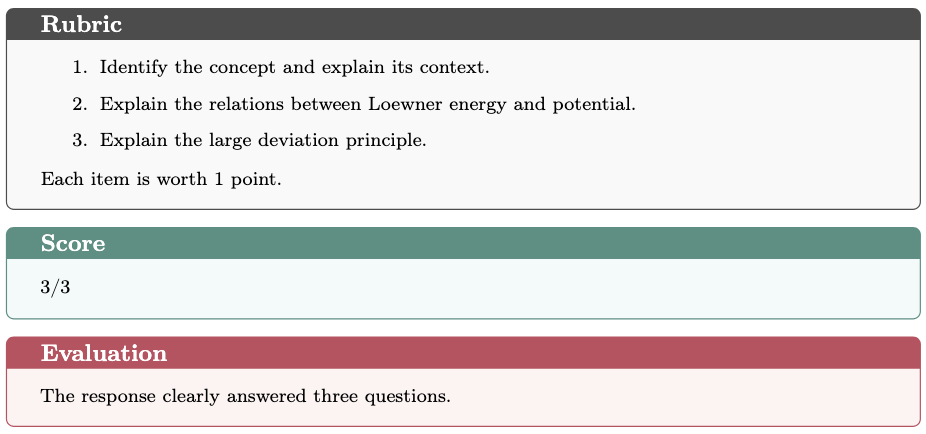 Rubric
1. Identify the concept and explain its context.
2. Explain the relations between Loewner energy and potential.
3. Explain the large deviation principle.
Each item is worth 1 point.
Score
3/3
Evaluation
The response clearly answered three questions.